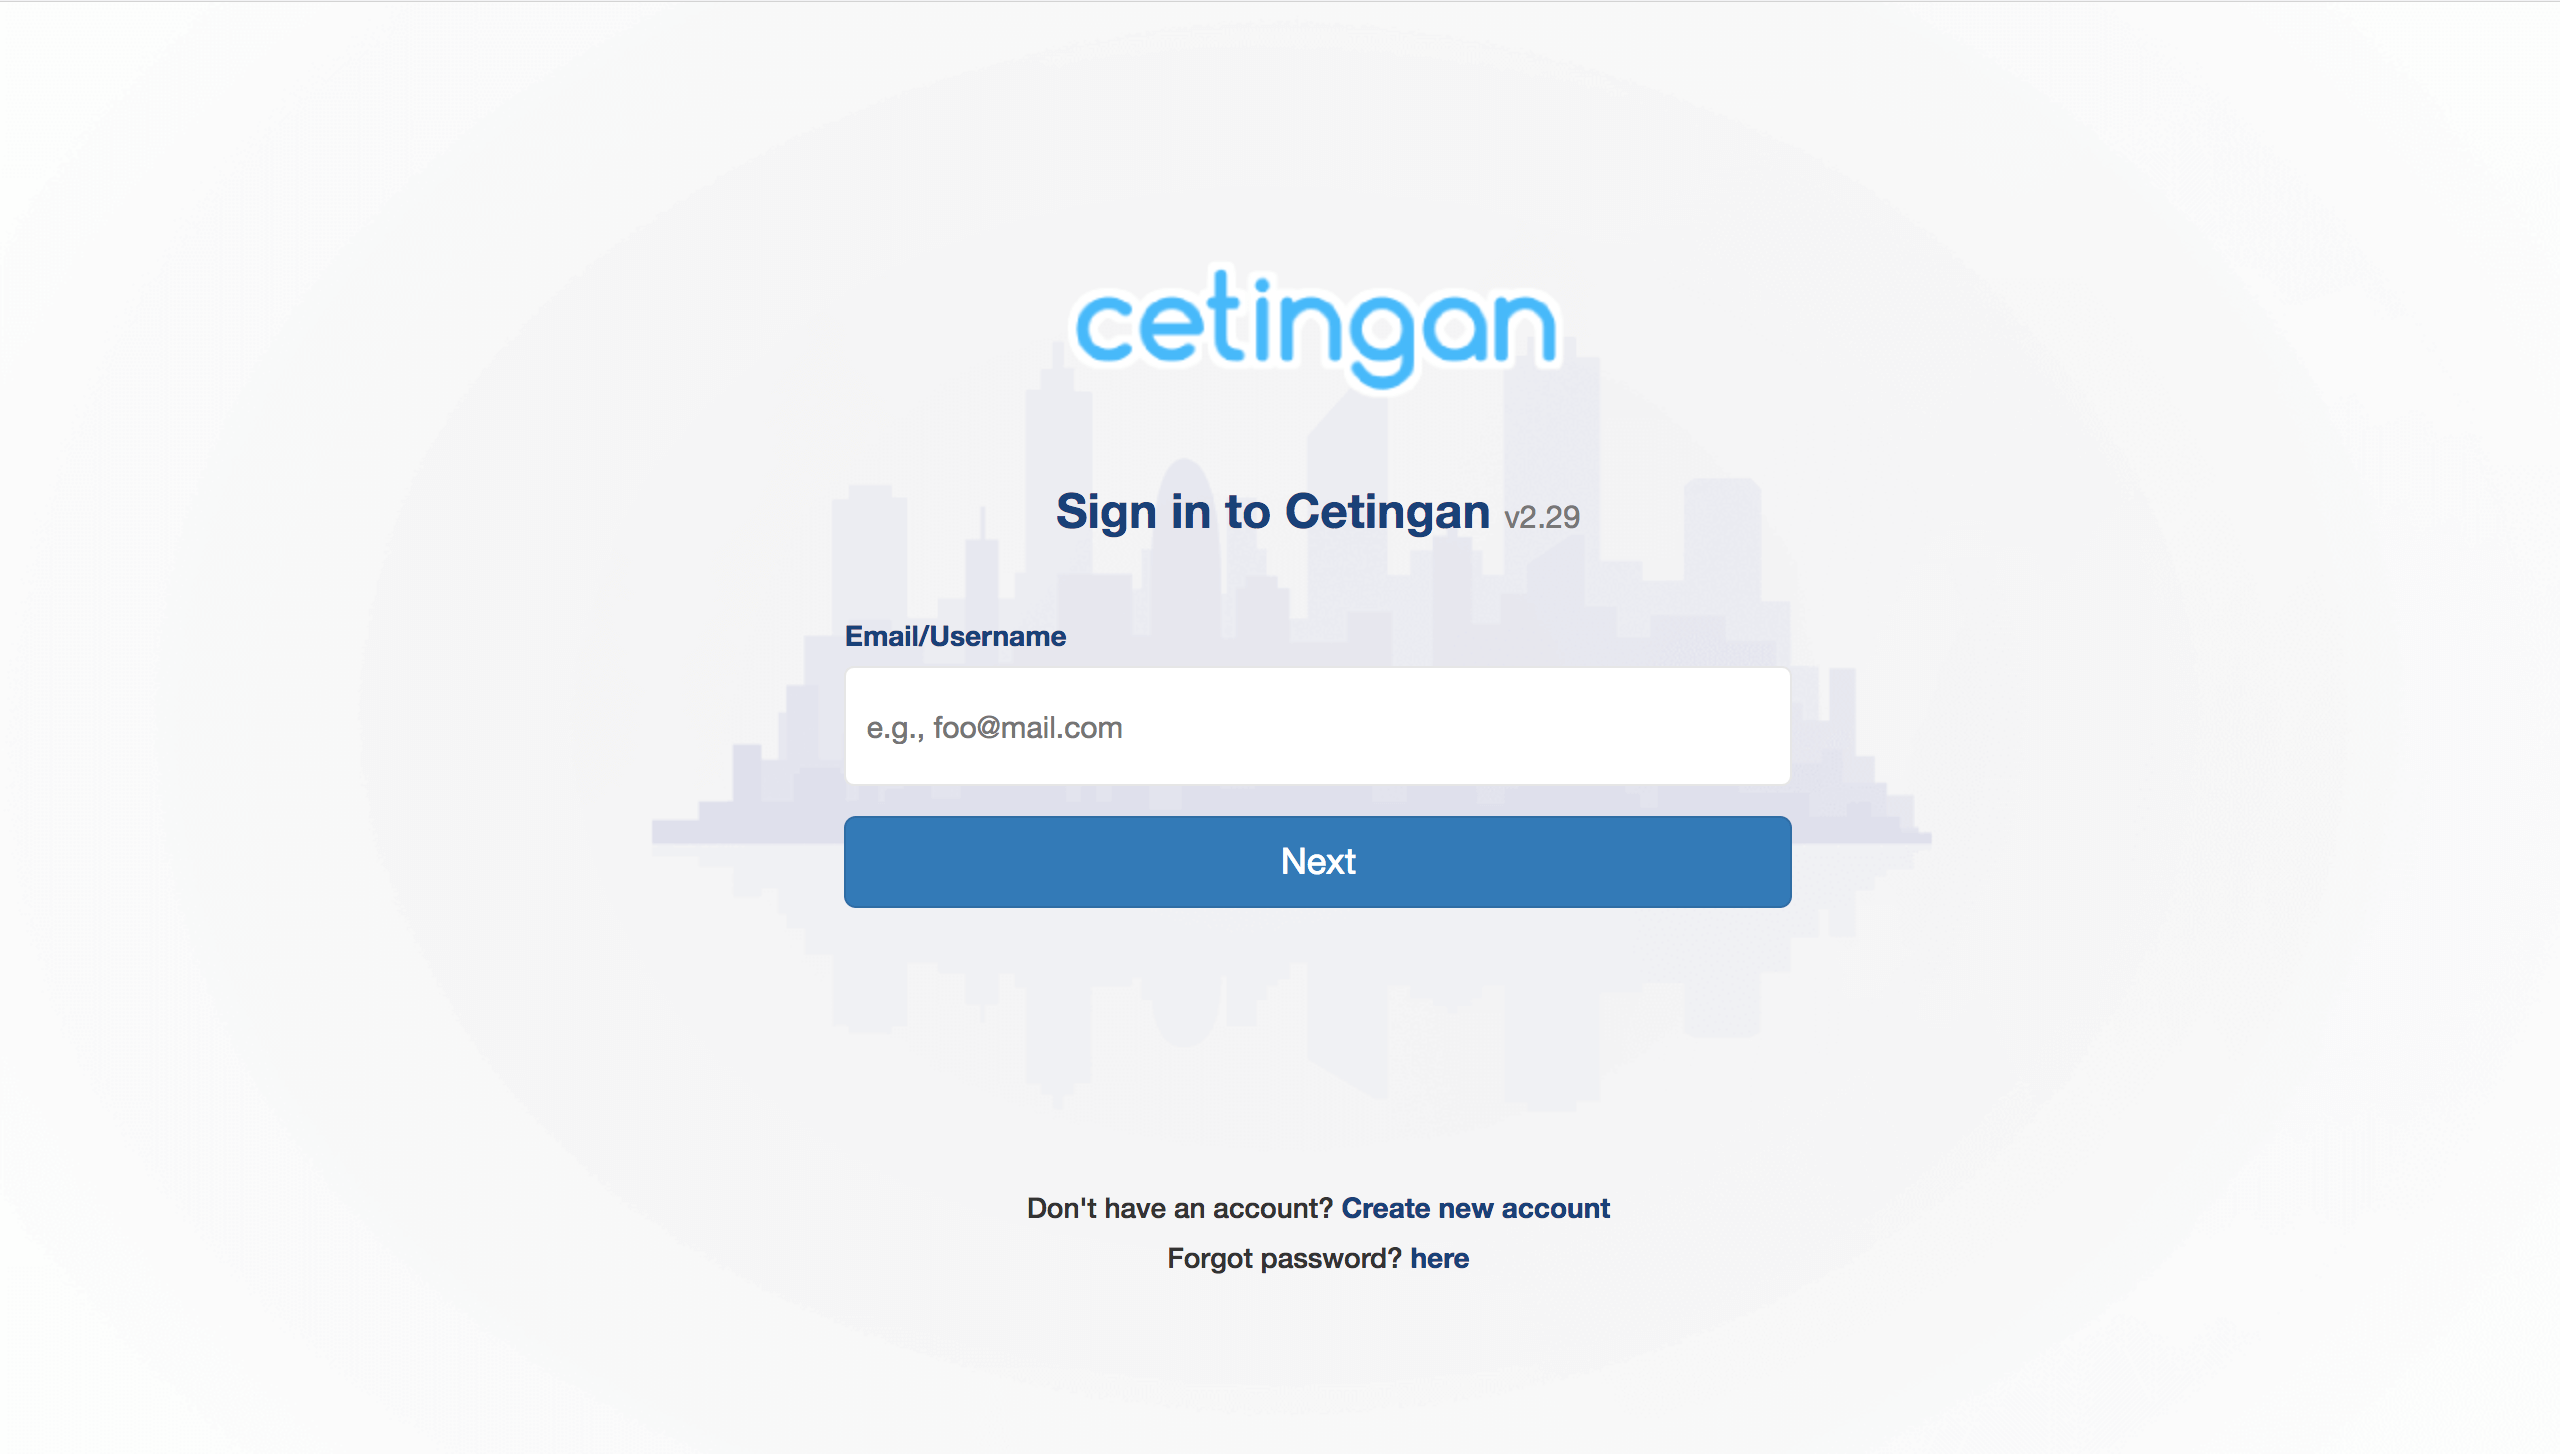 cetingan
Sign in to Cetingan v2.29
Email/Username
e.g., foo@mail.com
Next
Don't have an account? Create new account
Forgot password? here